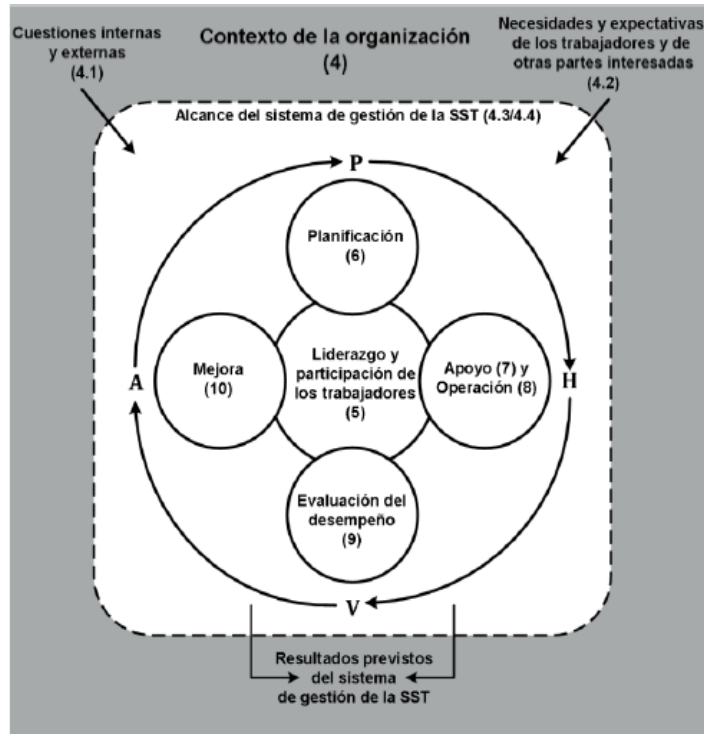 Cuestiones internas
y externas
(4.1)
Contexto de la organización
(4)
Necesidades y expectativas
de los trabajadores y de
otras partes interesadas
(4.2)
Alcance del sistema de gestión de la SST (4.3/4.4)
P
Planificación
(6)
A
Mejora
(10)
Liderazgo y
participación de
los trabajadores
(5)
Apoyo (7) y
Operación (8)
H
Evaluación del
desempeño
(9)
V
Resultados previstos
del sistema
de gestión de la SST